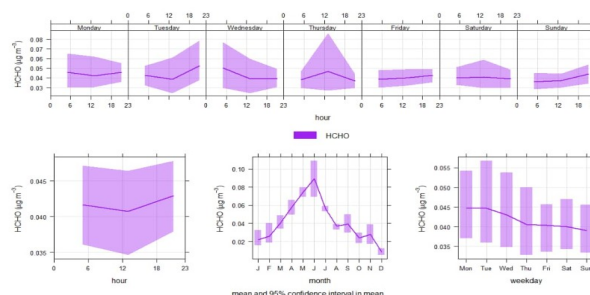 0 6 12 18 23 0 6 12 18 23 0 6 12 18 23
Monday Tuesday Wednesday Thursday Friday Saturday Sunday
HCHO (µg m⁻³)
0.08
0.07
0.06
0.05
0.04
0.03
0 6 12 18 23 0 6 12 18 23 0 6 12 18 23 0 6 12 18 23
hour
HCHO
HCHO (µg m⁻³)
0.045
0.040
0.035
0 6 12 18 23
hour
HCHO (µg m⁻³)
0.10
0.08
0.06
0.04
0.02
J F M A M J J A S O N D
month
HCHO (µg m⁻³)
0.055
0.050
0.045
0.040
0.035
Mon Tue Wed Thu Fri Sat Sun
weekday
mean and 95% confidence interval in mean